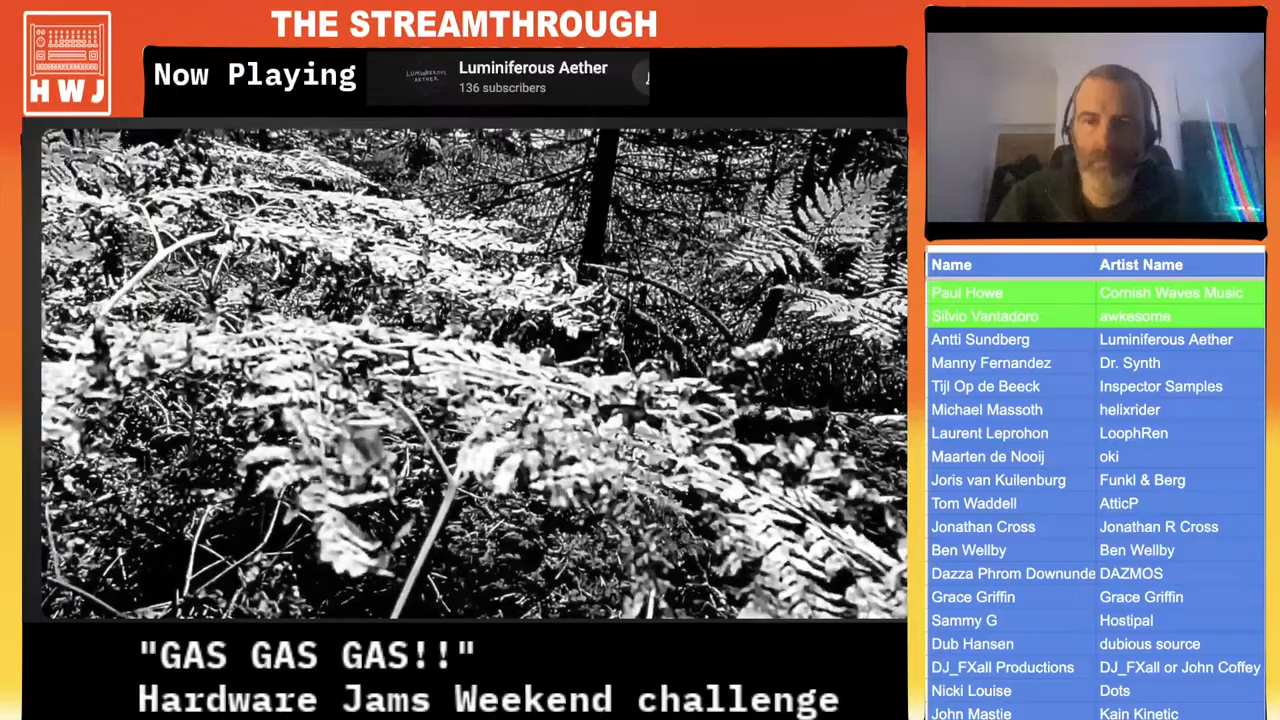 THE STREAMTHROUGH
HWJ
Now Playing
LUMINIFEROUS
AETHER
Luminiferous Aether
136 subscribers
"GAS GAS GAS!!"
Hardware Jams Weekend challenge
Name Artist Name
Paul Howe Cornish Waves Music
Silvio Vantadoro awkesome
Antti Sundberg Luminiferous Aether
Manny Fernandez Dr. Synth
Tijl Op de Beeck Inspector Samples
Michael Massoth helixrider
Laurent Leprohon LoophRen
Maarten de Nooij oki
Joris van Kuilenburg Funkl & Berg
Tom Waddell AtticP
Jonathan Cross Jonathan R Cross
Ben Wellby Ben Wellby
Dazza Phrom Downunde DAZMOS
Grace Griffin Grace Griffin
Sammy G Hostipal
Dub Hansen dubious source
DJ_FXall Productions DJ_FXall or John Coffey
Nicki Louise Dots
John Mastie Kain Kinetic